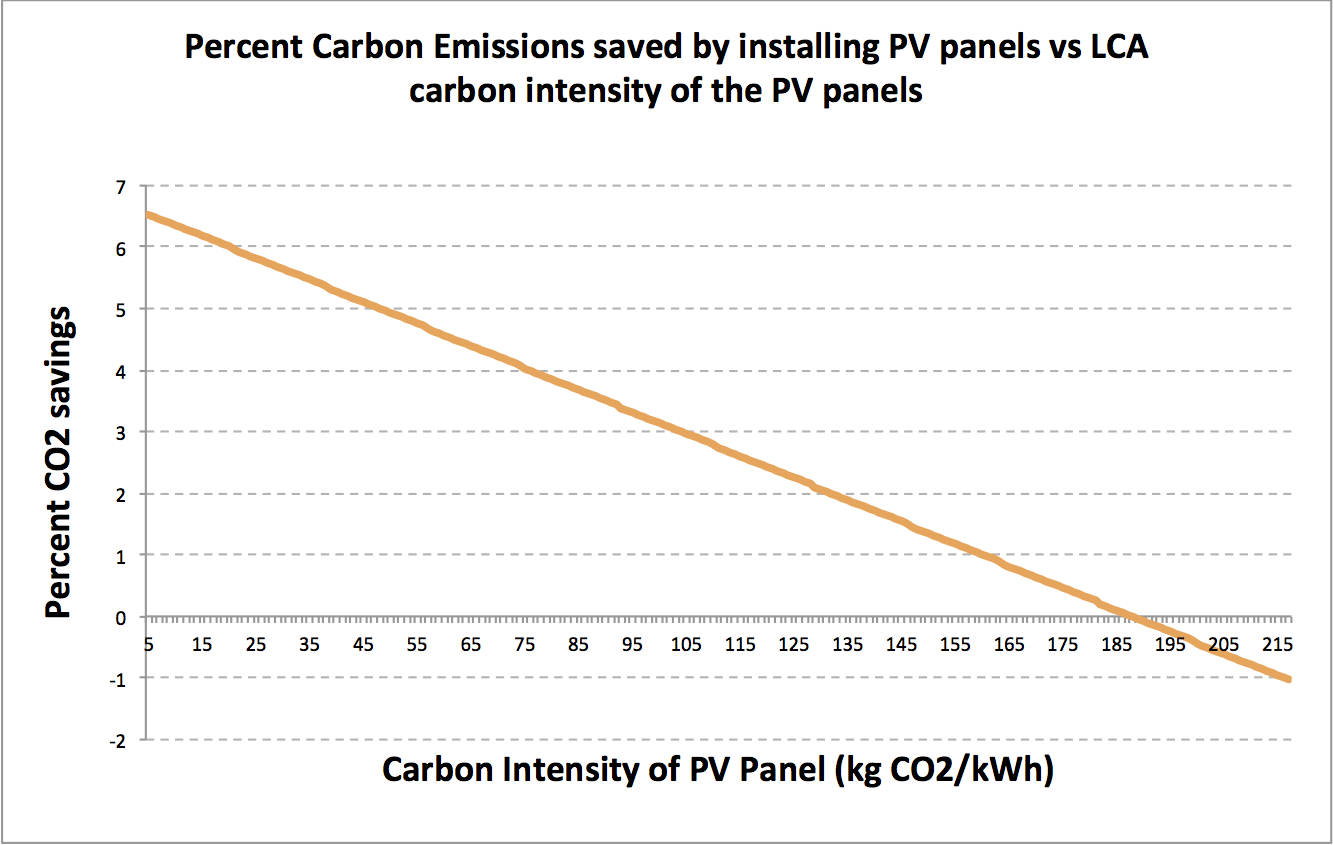 Percent Carbon Emissions saved by installing PV panels vs LCA
carbon intensity of the PV panels
7
6
5
4
3
2
1
0
-1
-2
Percent CO2 savings
5 15 25 35 45 55 65 75 85 95 105 115 125 135 145 155 165 175 185 195 205 215
Carbon Intensity of PV Panel (kg CO2/kWh)